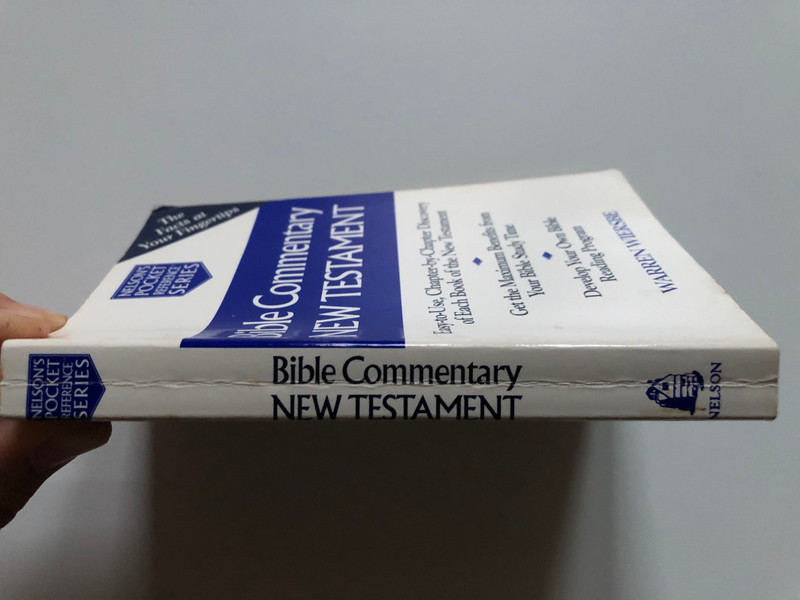 The
Facts at
Your Fingertips
NELSON'S
POCKET
REFERENCE
SERIES
Bible Commentary
NEW TESTAMENT
Easy-to-Use, Chapter-by-Chapter Discovery
of Each Book of the New Testament
Get the Maximum Benefits from
Your Bible Study Time
Develop Your Own Bible
Reading Program
WARREN WIERSBE
NELSON'S
POCKET
REFERENCE
SERIES
Bible Commentary
NEW TESTAMENT
NELSON